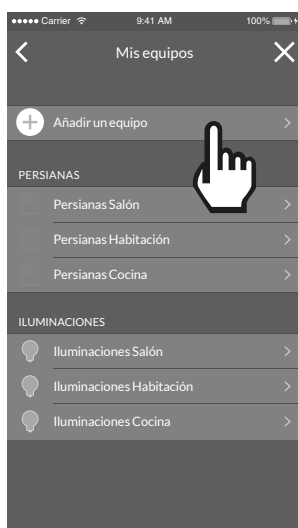 Carrier 9:41 AM 100%
Mis equipos
Añadir un equipo
PERSIANAS
Persianas Salón
Persianas Habitación
Persianas Cocina
ILUMINACIONES
Iluminaciones Salón
Iluminaciones Habitación
Iluminaciones Cocina